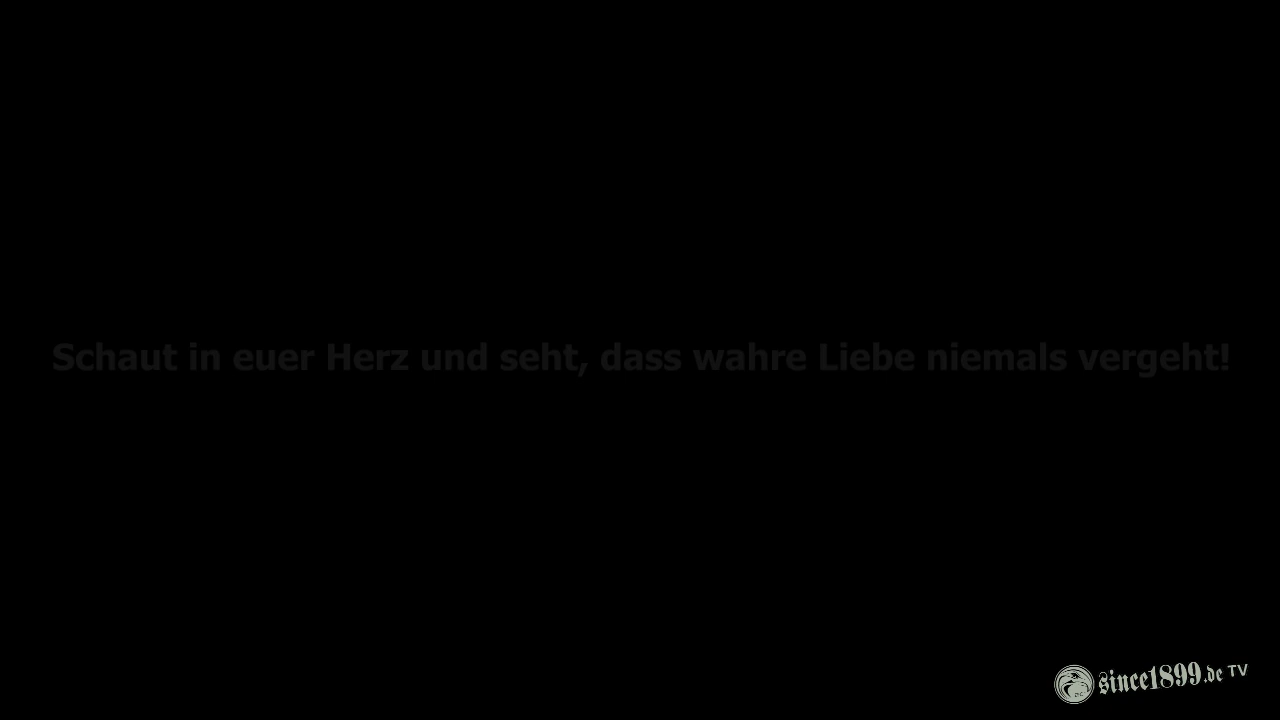 Schaut in euer Herz und seht, dass wahre Liebe niemals vergeht!
since1899.de TV